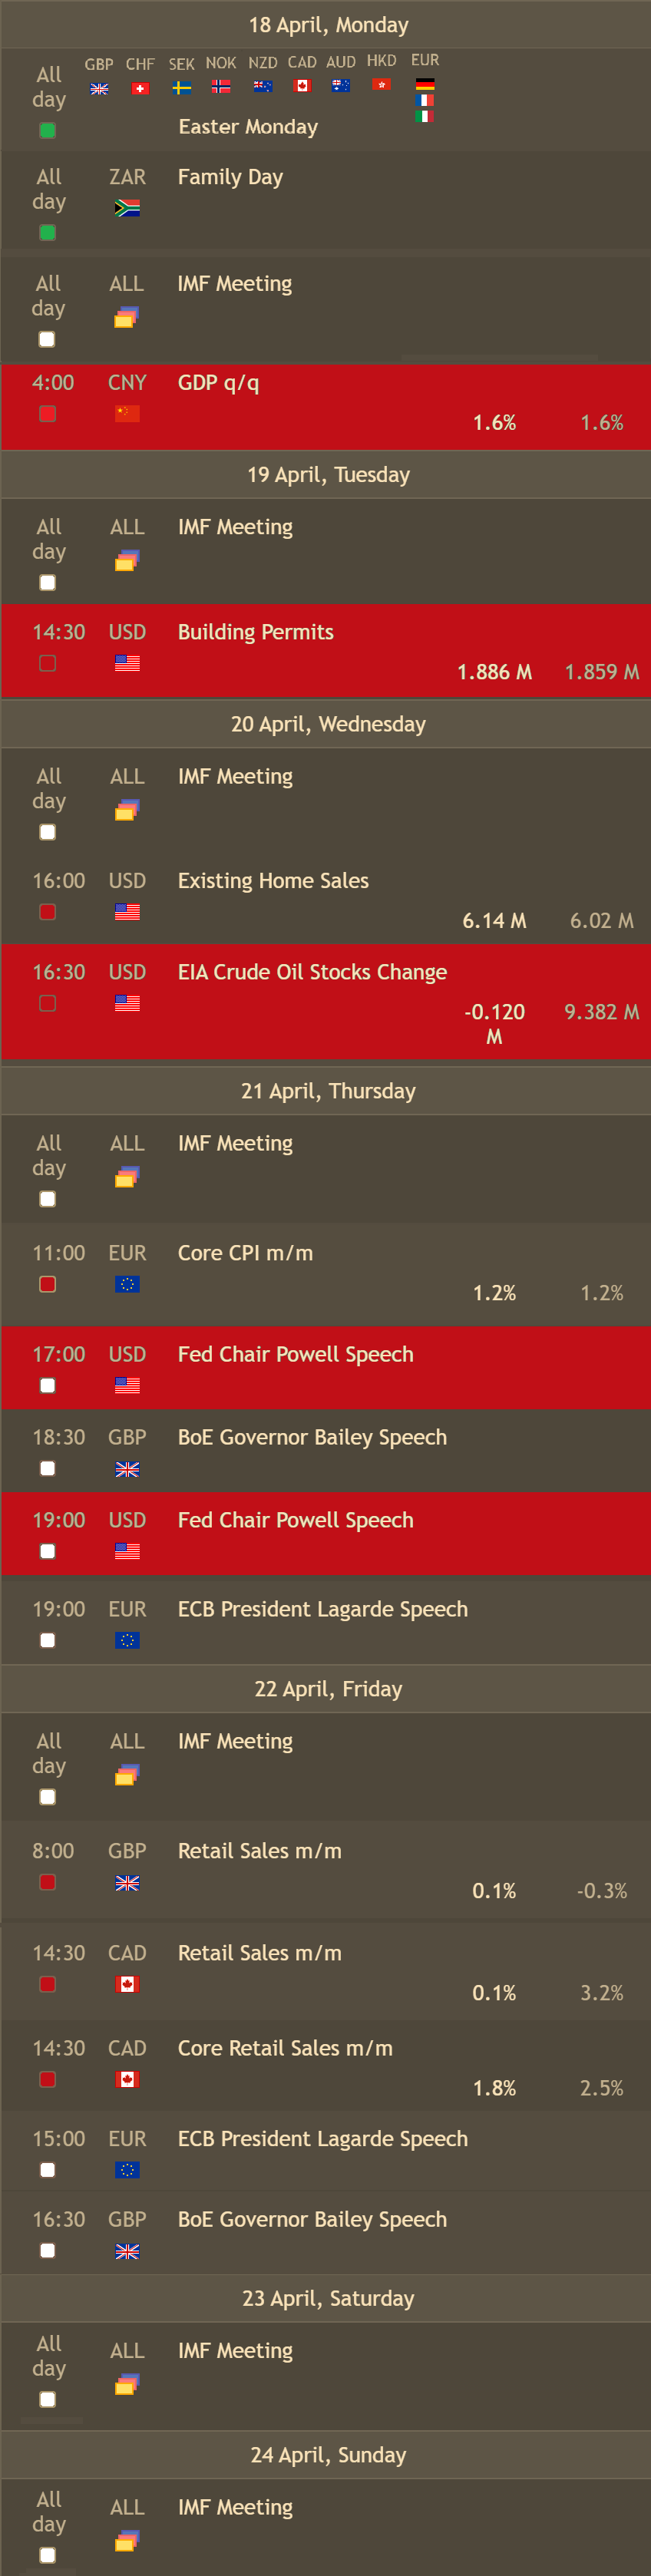 18 April, Monday
All day
GBP CHF SEK NOK NZD CAD AUD HKD EUR
Easter Monday
All day ZAR Family Day
All day ALL IMF Meeting
4:00 CNY GDP q/q
1.6% 1.6%
19 April, Tuesday
All day ALL IMF Meeting
14:30 USD Building Permits
1.886 M 1.859 M
20 April, Wednesday
All day ALL IMF Meeting
16:00 USD Existing Home Sales
6.14 M 6.02 M
16:30 USD EIA Crude Oil Stocks Change
-0.120 M 9.382 M
21 April, Thursday
All day ALL IMF Meeting
11:00 EUR Core CPI m/m
1.2% 1.2%
17:00 USD Fed Chair Powell Speech
18:30 GBP BoE Governor Bailey Speech
19:00 USD Fed Chair Powell Speech
19:00 EUR ECB President Lagarde Speech
22 April, Friday
All day ALL IMF Meeting
8:00 GBP Retail Sales m/m
0.1% -0.3%
14:30 CAD Retail Sales m/m
0.1% 3.2%
14:30 CAD Core Retail Sales m/m
1.8% 2.5%
15:00 EUR ECB President Lagarde Speech
16:30 GBP BoE Governor Bailey Speech
23 April, Saturday
All day ALL IMF Meeting
24 April, Sunday
All day ALL IMF Meeting